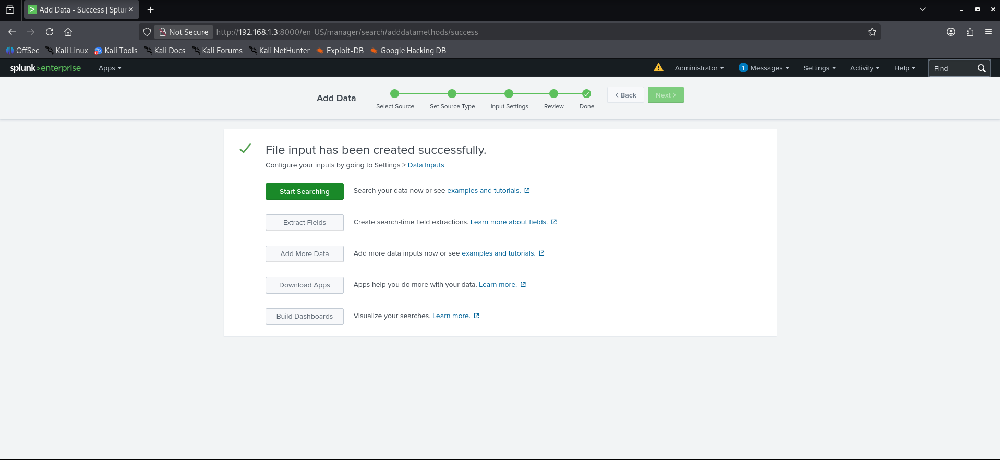 Add Data - Success | Splu
Not Secure http://192.168.1.3:8000/en-US/manager/search/adddatamethods/success
OffSec Kali Linux Kali Tools Kali Docs Kali Forums Kali NetHunter Exploit-DB Google Hacking DB
splunk>enterprise Apps Administrator 1 Messages Settings Activity Help Find
Add Data
Select Source Set Source Type Input Settings Review Done
Back Next
File input has been created successfully.
Configure your inputs by going to Settings > Data Inputs
Start Searching Search your data now or see examples and tutorials.
Extract Fields Create search-time field extractions. Learn more about fields.
Add More Data Add more data inputs now or see examples and tutorials.
Download Apps Apps help you do more with your data. Learn more.
Build Dashboards Visualize your searches. Learn more.